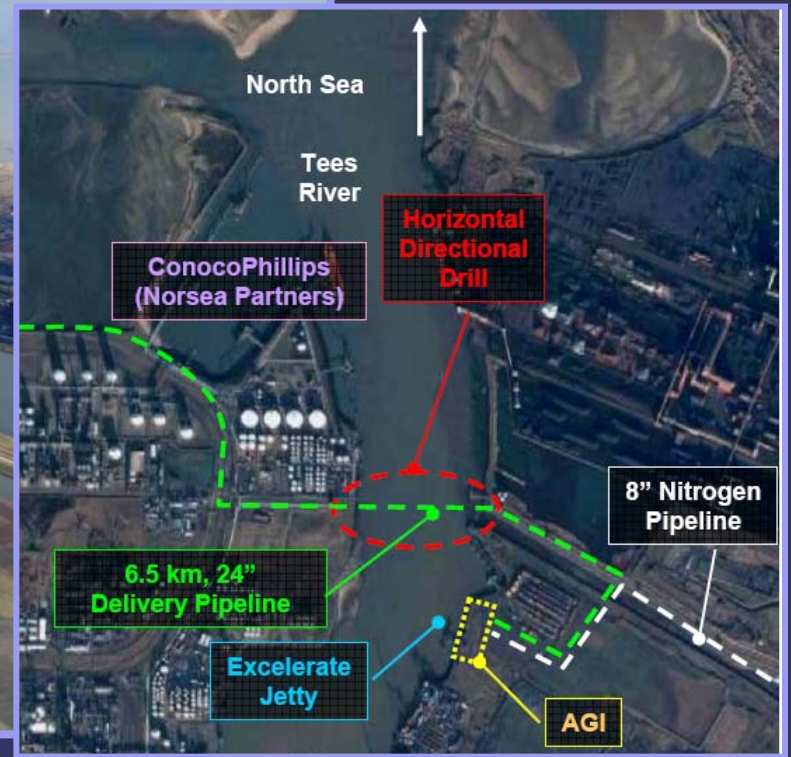 North Sea
Tees
River
Horizontal
Directional
Drill
ConocoPhillips
(Norsea Partners)
8” Nitrogen
Pipeline
6.5 km, 24”
Delivery Pipeline
Excelerate
Jetty
AGI